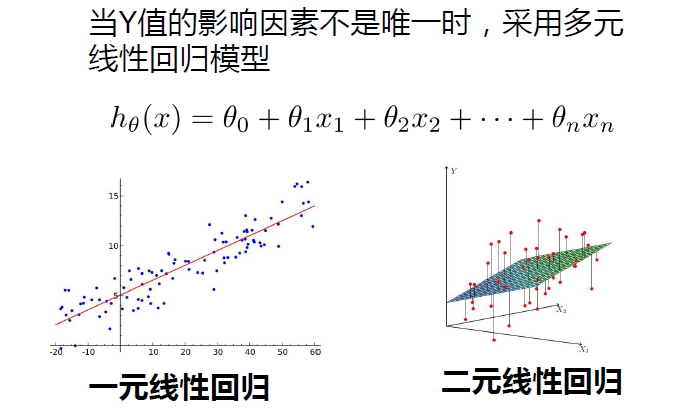 当Y值的影响因素不是唯一时，采用多元
线性回归模型
hθ(x) = θ0 + θ1x1 + θ2x2 + ··· + θnxn
15
10
5
-20 -10 0 10 20 30 40 50 60
Y
X2
X1
一元线性回归
二元线性回归